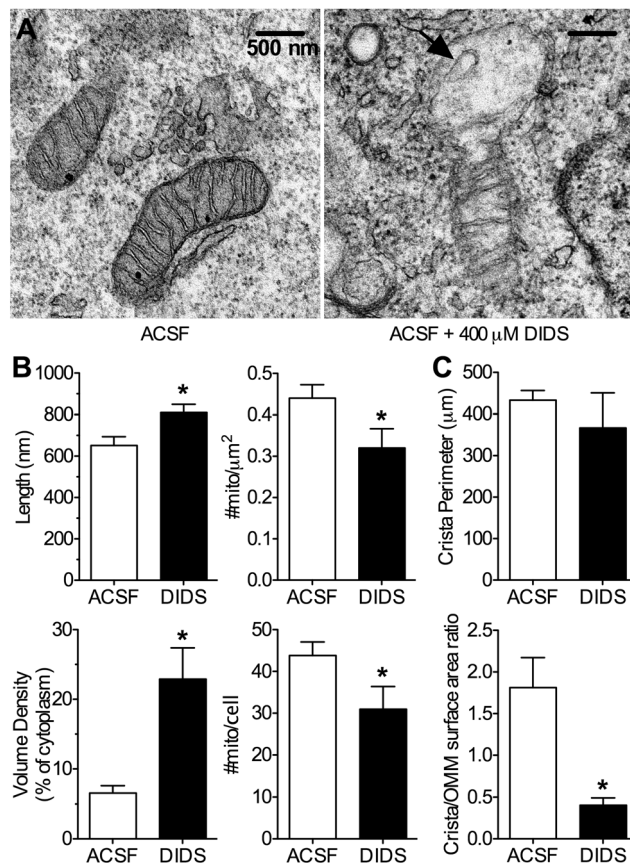 A
500 nm
ACSF
ACSF + 400 μM DIDS
B
Length (nm)
1000
800
600
400
200
0
ACSF DIDS
*
#mito/μm²
0.5
0.4
0.3
0.2
0.1
0.0
ACSF DIDS
*
C
Crista Perimeter (μm)
500
400
300
200
100
0
ACSF DIDS
Volume Density
(% of cytoplasm)
30
20
10
0
ACSF DIDS
*
#mito/cell
50
40
30
20
10
0
ACSF DIDS
*
Crista/OMM surface area ratio
2.5
2.0
1.5
1.0
0.5
0.0
ACSF DIDS
*